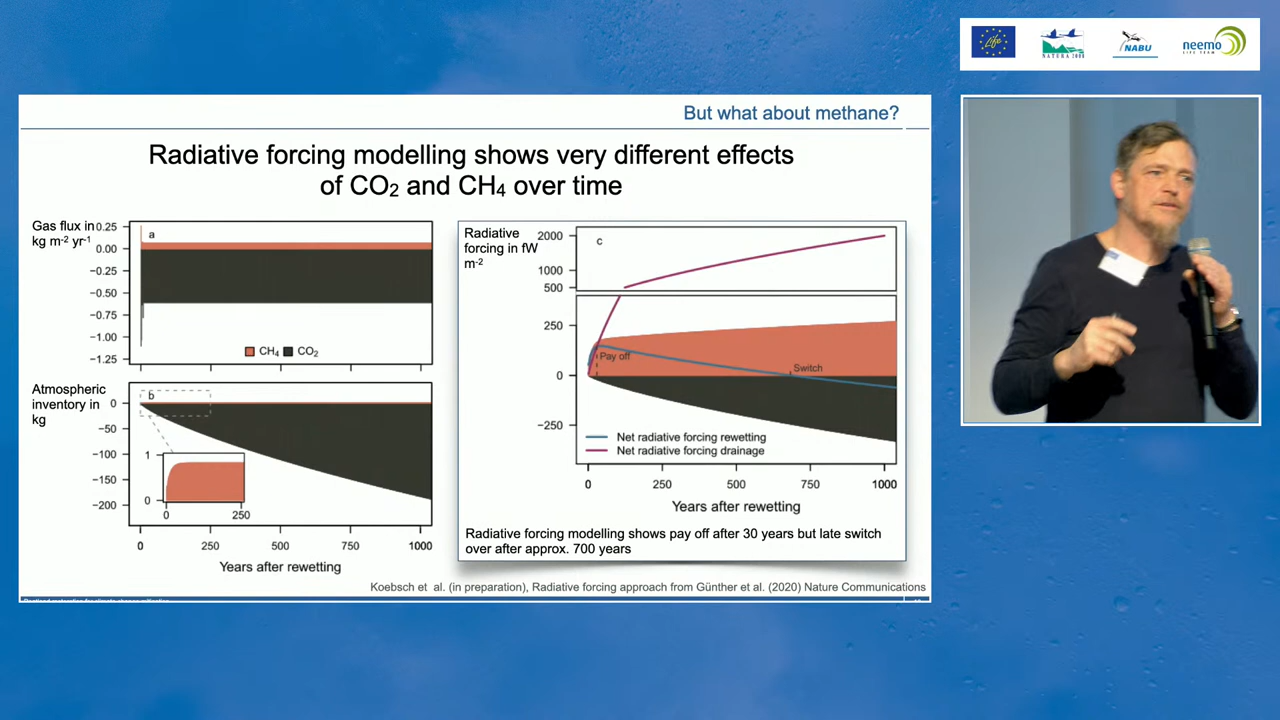 Life
NATURA 2000
NABU
neemo
LIFE TEAM
But what about methane?
Radiative forcing modelling shows very different effects
of CO₂ and CH₄ over time
Gas flux in
kg m⁻² yr⁻¹
0.25
0.00
−0.25
−0.50
−0.75
−1.00
−1.25
a
CH₄ CO₂
Atmospheric
inventory in
kg
0
−50
−100
−150
−200
b
1
0
0 250
0 250 500 750 1000
Years after rewetting
Radiative
forcing in fW
m⁻²
2000
1000
500
c
250
0
−250
Pay off
Switch
Net radiative forcing rewetting
Net radiative forcing drainage
0 250 500 750 1000
Years after rewetting
Radiative forcing modelling shows pay off after 30 years but late switch
over after approx. 700 years
Koebsch et al. (in preparation), Radiative forcing approach from Günther et al. (2020) Nature Communications